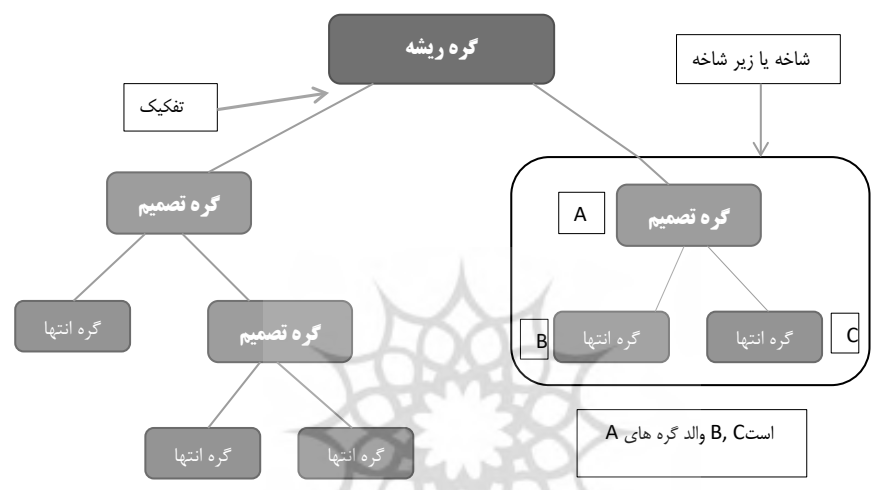 گره ریشه
شاخه یا زیر شاخه
تفکیک
گره تصمیم
A
گره تصمیم
گره انتها
گره تصمیم
B
گره انتها
گره انتها
C
A والد گره های B, C است
گره انتها
گره انتها